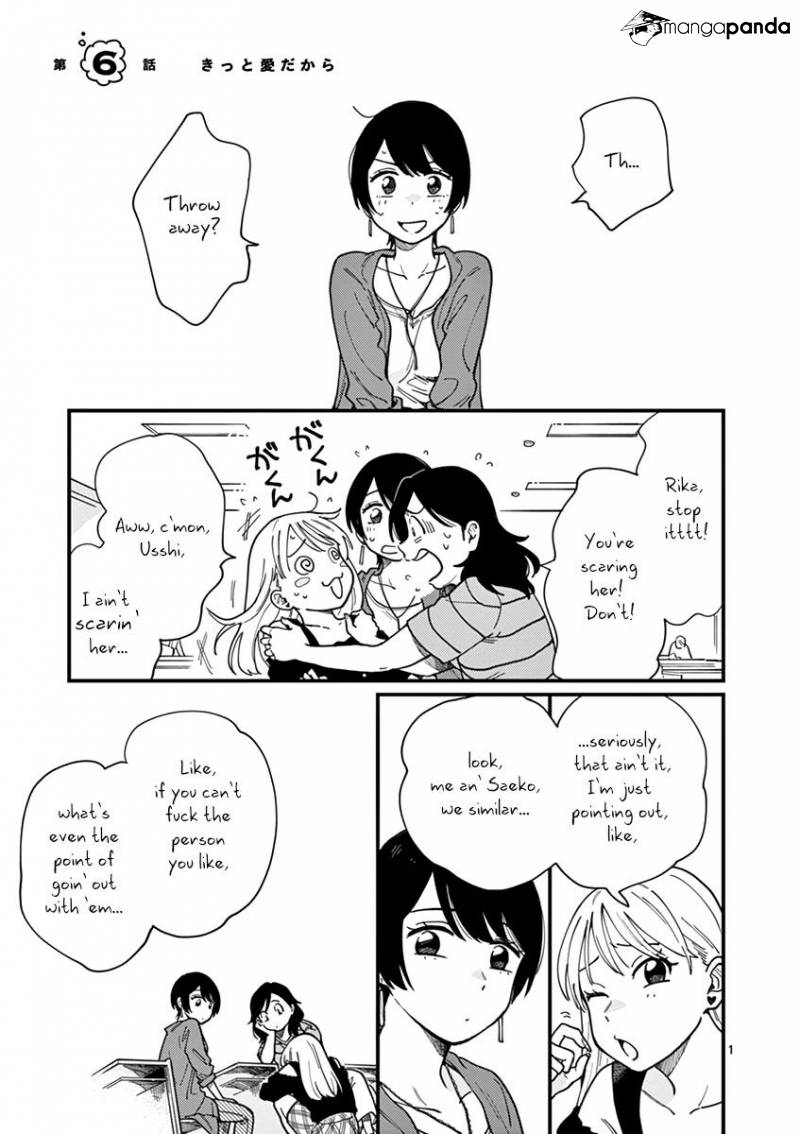 mangapanda
第6話 きっと愛だから
Th...
Throw
away?
Rika,
stop
itttt!
You're
scaring
her!
Don't!
がくん
がくん
Aww, c'mon,
Usshi,
I ain't
scarin'
her...
...seriously,
that ain't it,
I'm just
pointing out,
like,
look,
me an' Saeko,
we similar...
Like,
if you can't
fuck the
person
you like,
what's
even the
point of
goin' out
with 'em...
1